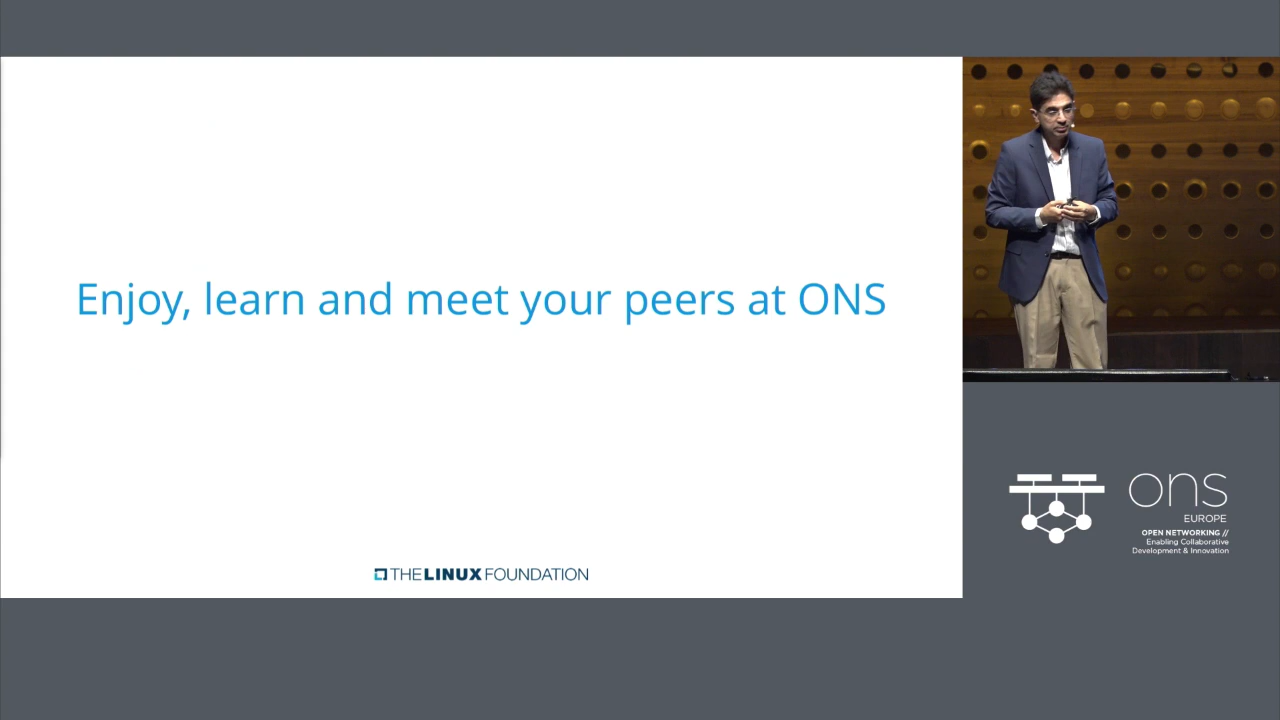 Enjoy, learn and meet your peers at ONS
THE LINUX FOUNDATION
ons
EUROPE
OPEN NETWORKING //
Enabling Collaborative
Development & Innovation